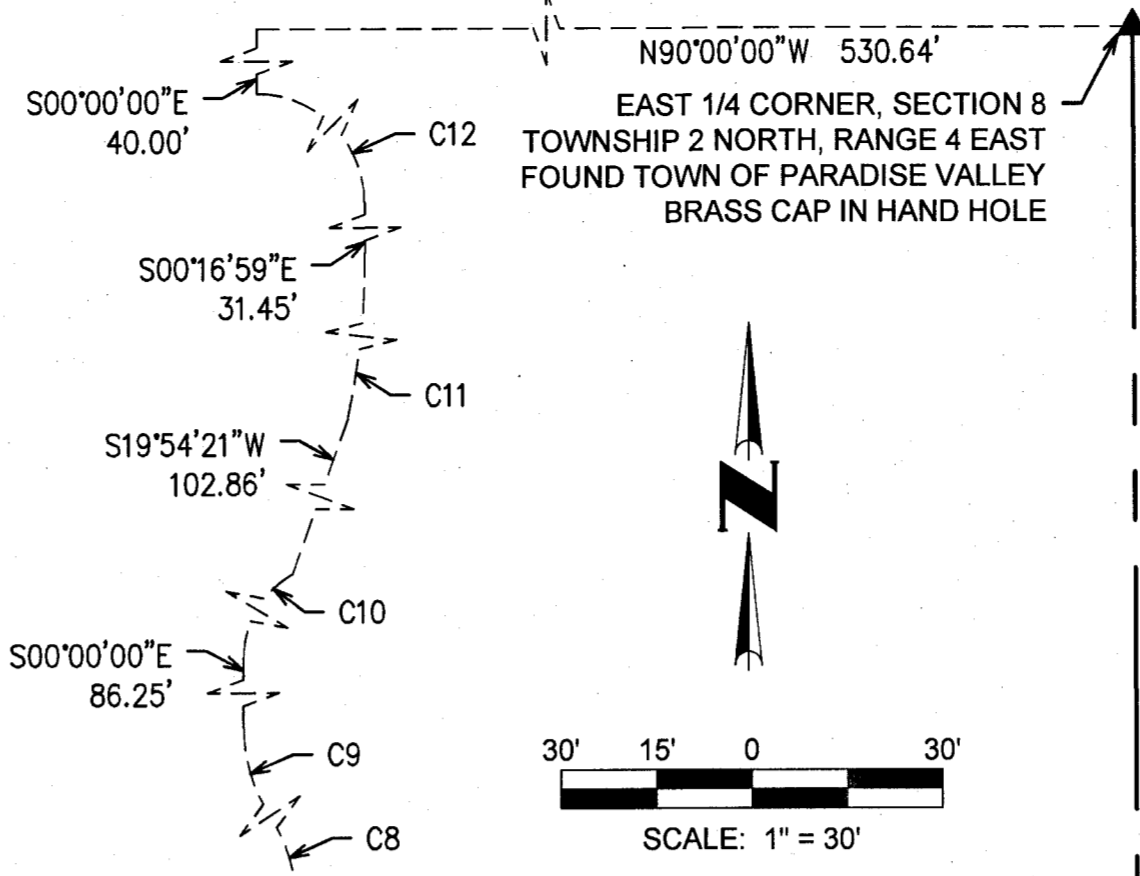 N90°00'00"W 530.64'
S00°00'00"E
40.00'
EAST 1/4 CORNER, SECTION 8
TOWNSHIP 2 NORTH, RANGE 4 EAST
FOUND TOWN OF PARADISE VALLEY
BRASS CAP IN HAND HOLE
C12
S00°16'59"E
31.45'
C11
S19°54'21"W
102.86'
N
C10
S00°00'00"E
86.25'
C9
C8
30' 15' 0 30'
SCALE: 1" = 30'